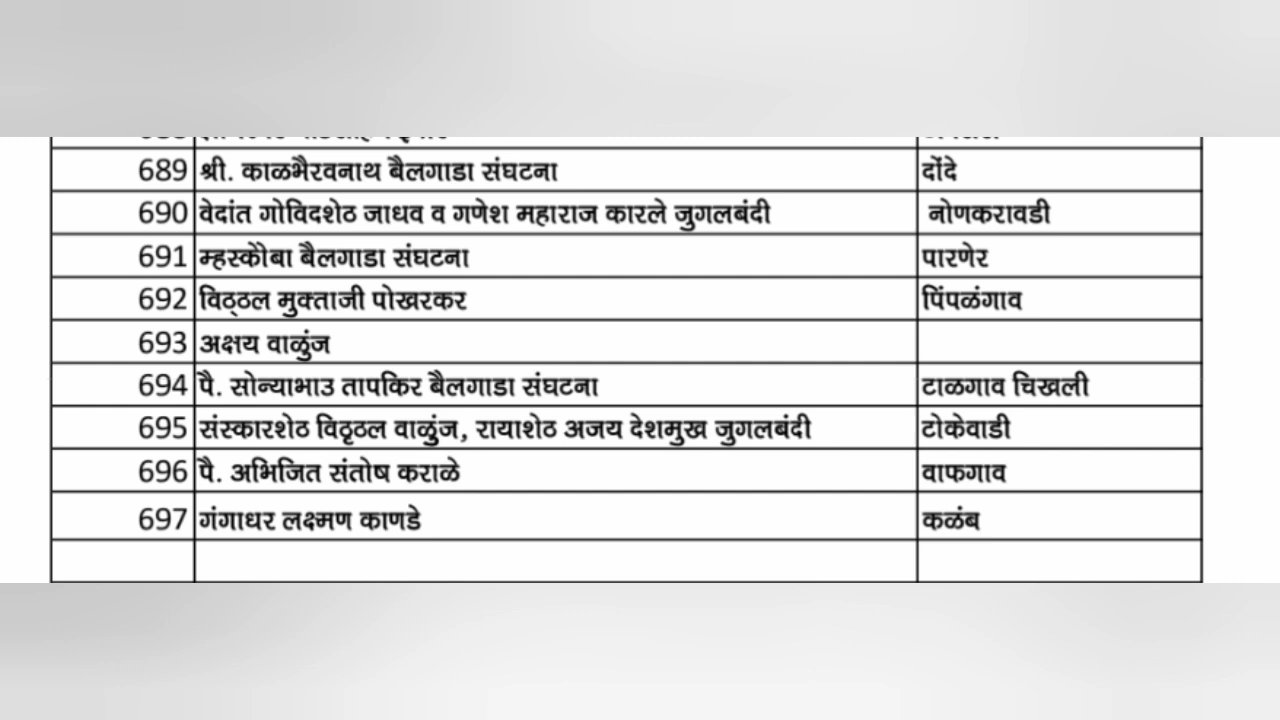 689 श्री. काळभैरवनाथ बैलगाडा संघटना दोंदे
690 वेदांत गोविदशेठ जाधव व गणेश महाराज कारले जुगलबंदी नोणकरावडी
691 म्हस्कोेबा बैलगाडा संघटना पारणेर
692 विठ्ठल मुक्ताजी पोखरकर पिंपळंगाव
693 अक्षय वाळुंज
694 पै. सोन्याभाउ तापकिर बैलगाडा संघटना टाळगाव चिखली
695 संस्कारशेठ विठृठल वाळुंज, रायाशेठ अजय देशमुख जुगलबंदी टोकेवाडी
696 पै. अभिजित संतोष कराळे वाफगाव
697 गंगाधर लक्ष्मण काणडे कळंब